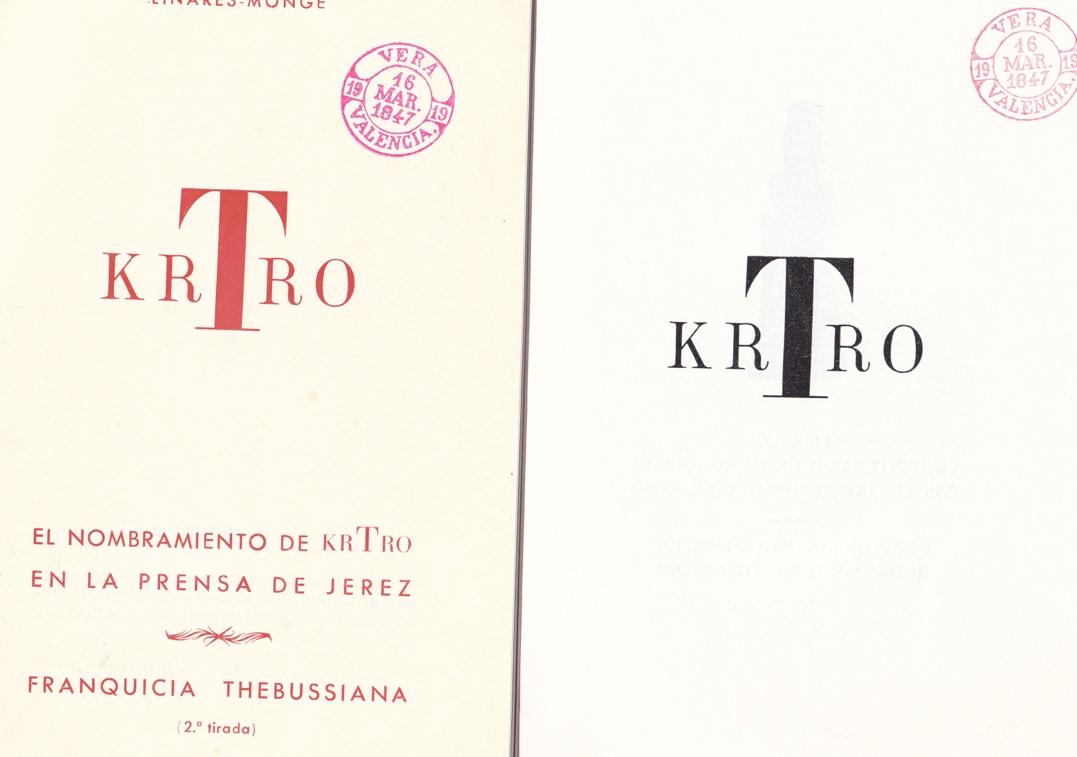 LINARES-MONGE
VERA
16
MAR.
1847
19 19
VALENCIA.
KRTRO
EL NOMBRAMIENTO DE KRTRO
EN LA PRENSA DE JEREZ
FRANQUICIA THEBUSSIANA
(2.ª tirada)
VERA
16
MAR.
1847
19 19
VALENCIA.
KRTRO
JEREZ